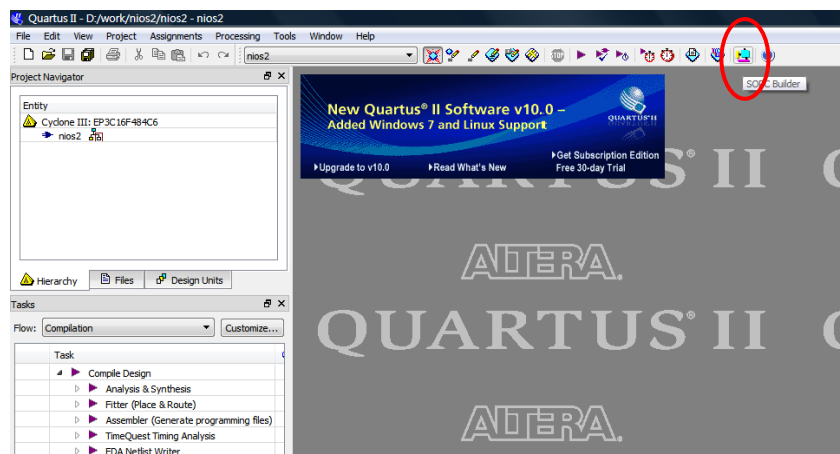 Quartus II - D:/work/nios2/nios2 - nios2
File Edit View Project Assignments Processing Tools Window Help
nios2
SOPC Builder
Project Navigator
Entity
Cyclone III: EP3C16F484C6
nios2
Hierarchy Files Design Units
Tasks
Flow: Compilation Customize...
Task
Compile Design
Analysis & Synthesis
Fitter (Place & Route)
Assembler (Generate programming files)
TimeQuest Timing Analysis
EDA Netlist Writer
New Quartus® II Software v10.0 –
Added Windows 7 and Linux Support
QUARTUS II
Upgrade to v10.0 Read What's New Get Subscription Edition
Free 30-day Trial
QUARTUS® II
ALTERA.
QUARTUS® II
ALTERA.